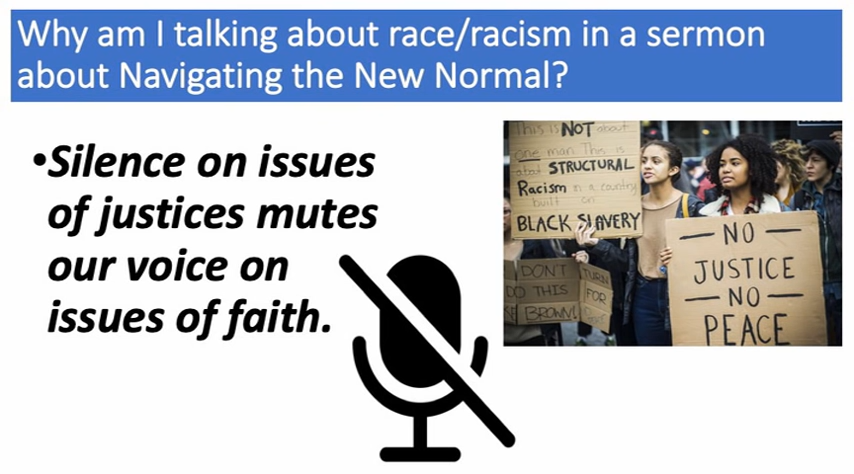 Why am I talking about race/racism in a sermon
about Navigating the New Normal?
•Silence on issues
of justices mutes
our voice on
issues of faith.
This is NOT about
one man. This is
about STRUCTURAL
Racism in a country
built on
BLACK SLAVERY
DON'T
DO THIS
BROWN!
TURN
FOR
NO
JUSTICE
NO
PEACE